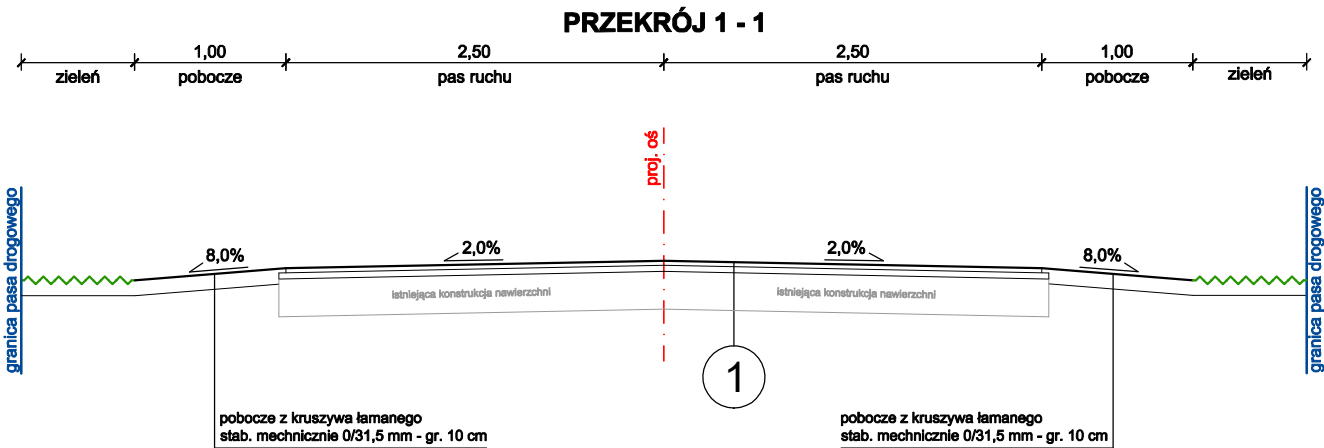 PRZEKRÓJ 1 - 1
1,00 2,50 2,50 1,00
zieleń pobocze pas ruchu pas ruchu pobocze zieleń
proj. oś
granica pasa drogowego
granica pasa drogowego
8,0% 2,0% 2,0% 8,0%
istniejąca konstrukcja nawierzchni istniejąca konstrukcja nawierzchni
1
pobocze z kruszywa łamanego
stab. mechnicznie 0/31,5 mm - gr. 10 cm
pobocze z kruszywa łamanego
stab. mechnicznie 0/31,5 mm - gr. 10 cm